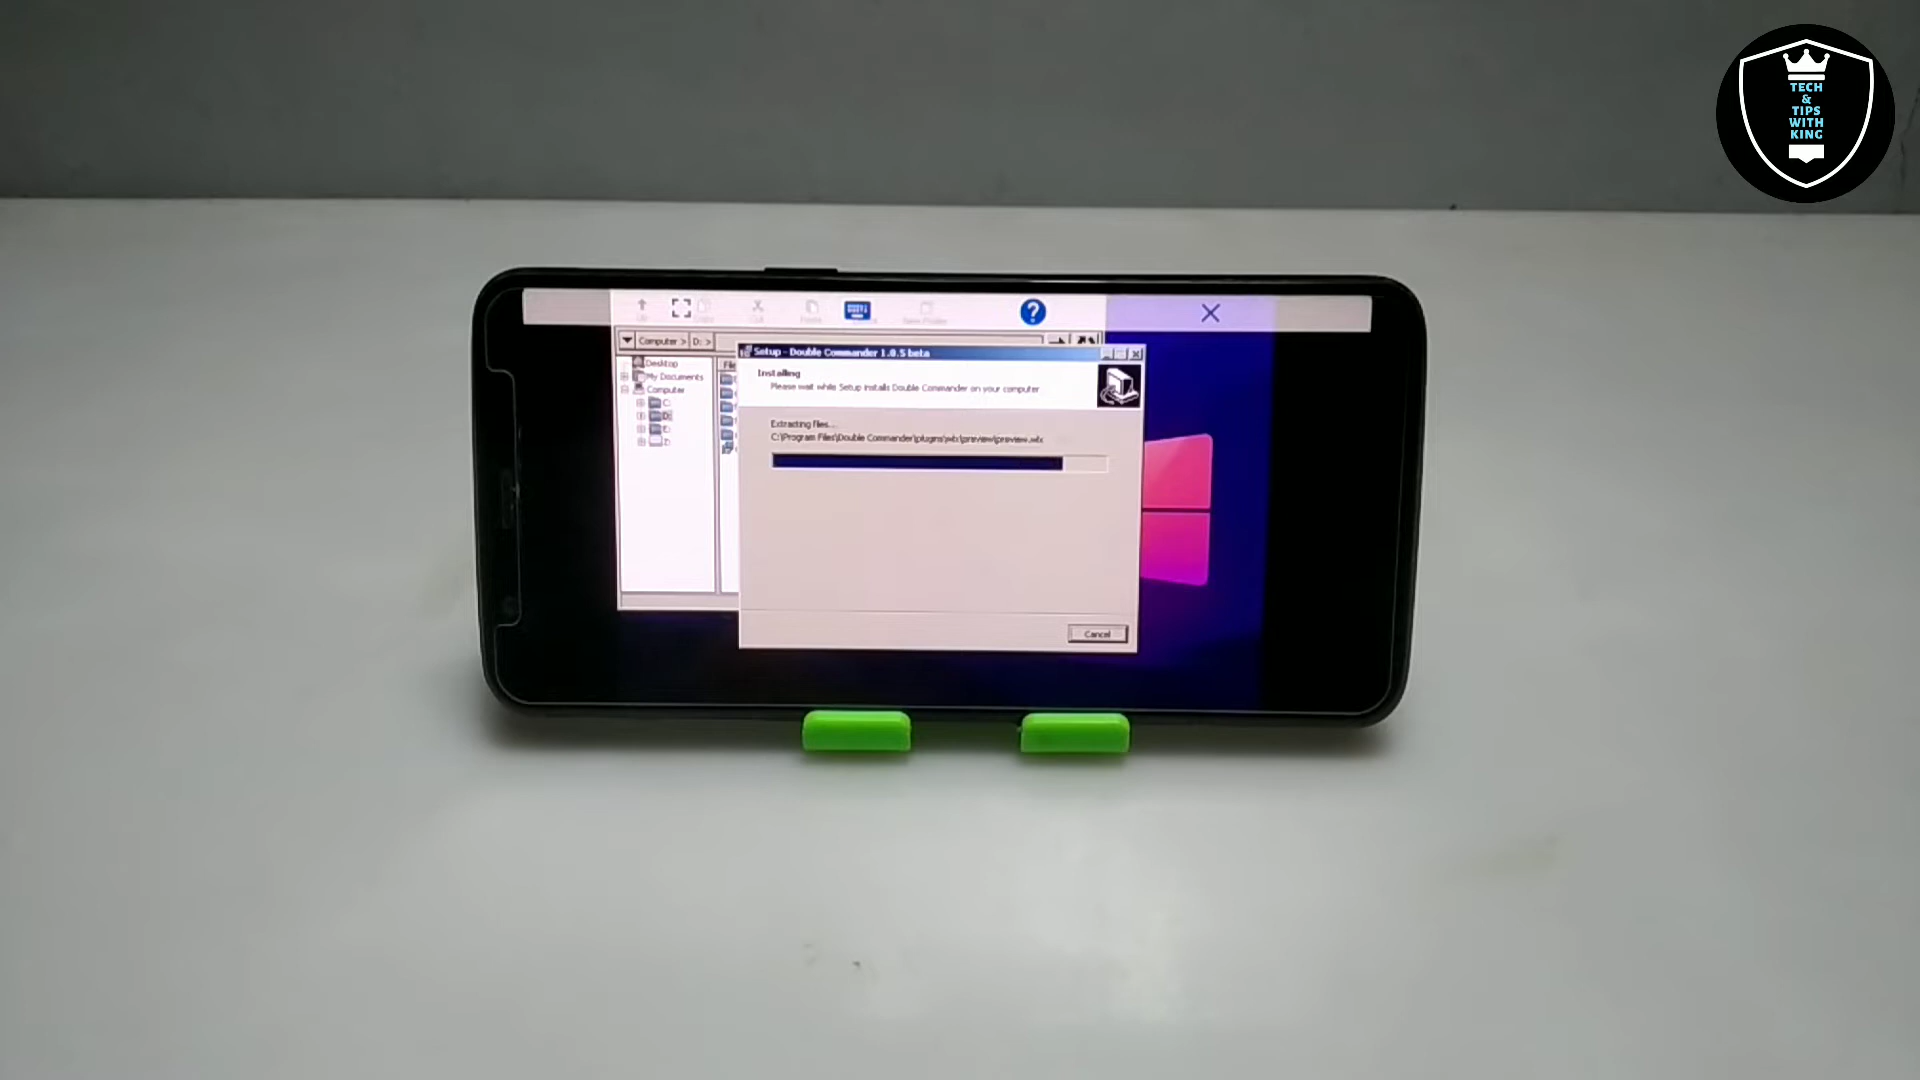 TECH
&
TIPS
WITH
KING
?
Computer > D: >
Setup - Double Commander 1.0.5 beta
Desktop
My Documents
Computer
C:
D:
Installing
Please wait while Setup installs Double Commander on your computer
Extracting files...
C:\Program Files\Double Commander\plugins\wlx\preview\preview.wlx
Cancel